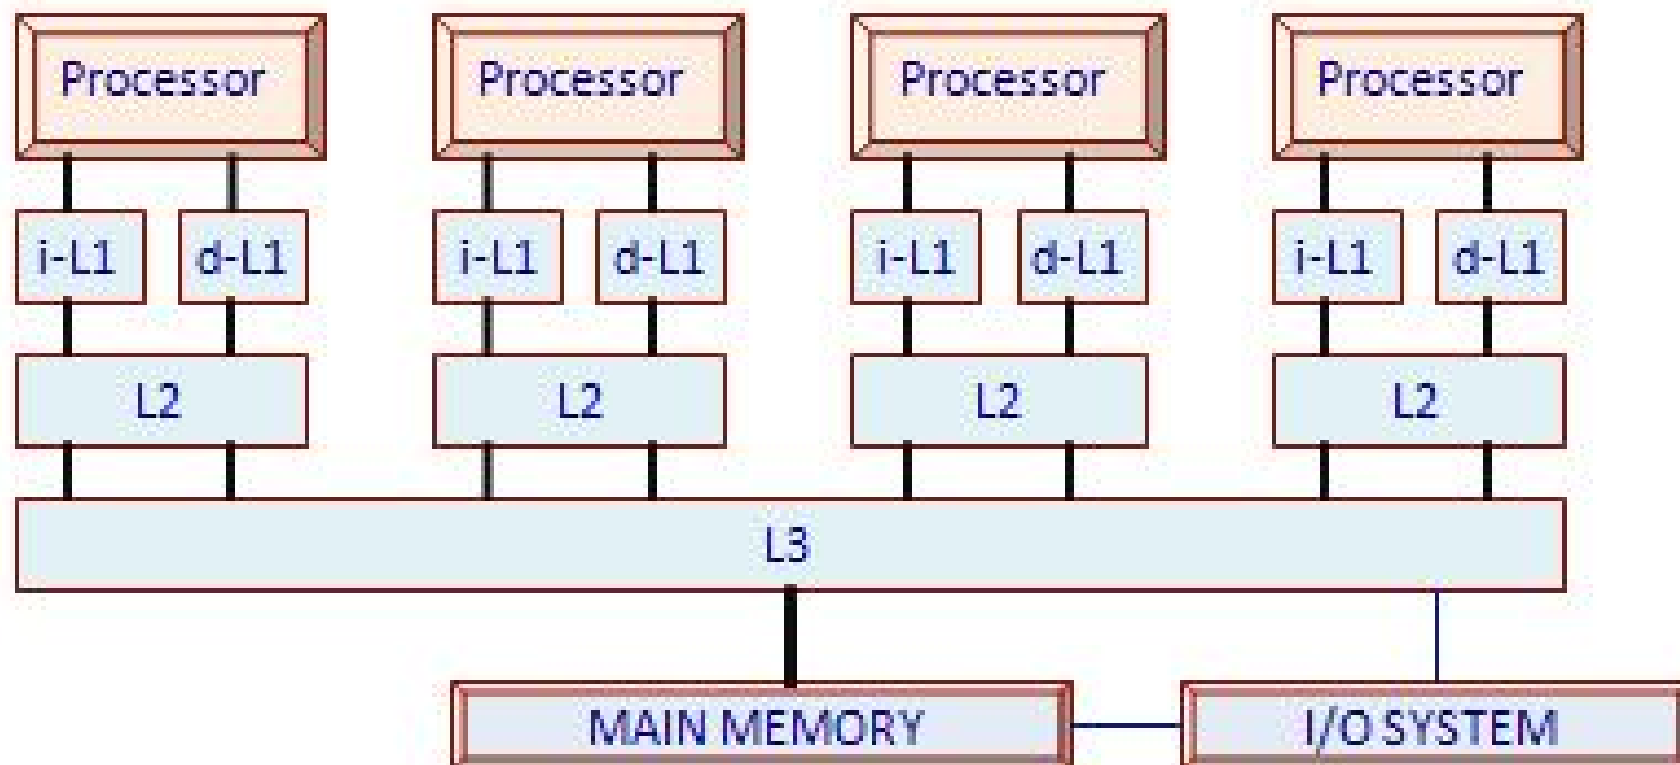 Processor Processor Processor Processor
i-L1 d-L1 i-L1 d-L1 i-L1 d-L1 i-L1 d-L1
L2 L2 L2 L2
L3
MAIN MEMORY I/O SYSTEM